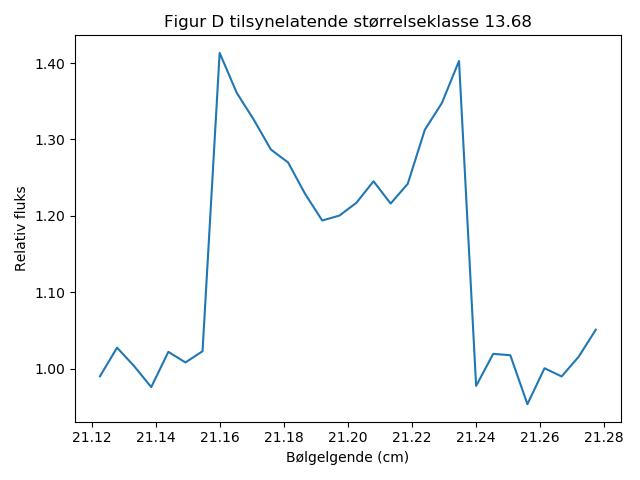 Figur D tilsynelatende størrelseklasse 13.68
Relativ fluks
1.40
1.30
1.20
1.10
1.00
21.12 21.14 21.16 21.18 21.20 21.22 21.24 21.26 21.28
Bølgelgende (cm)